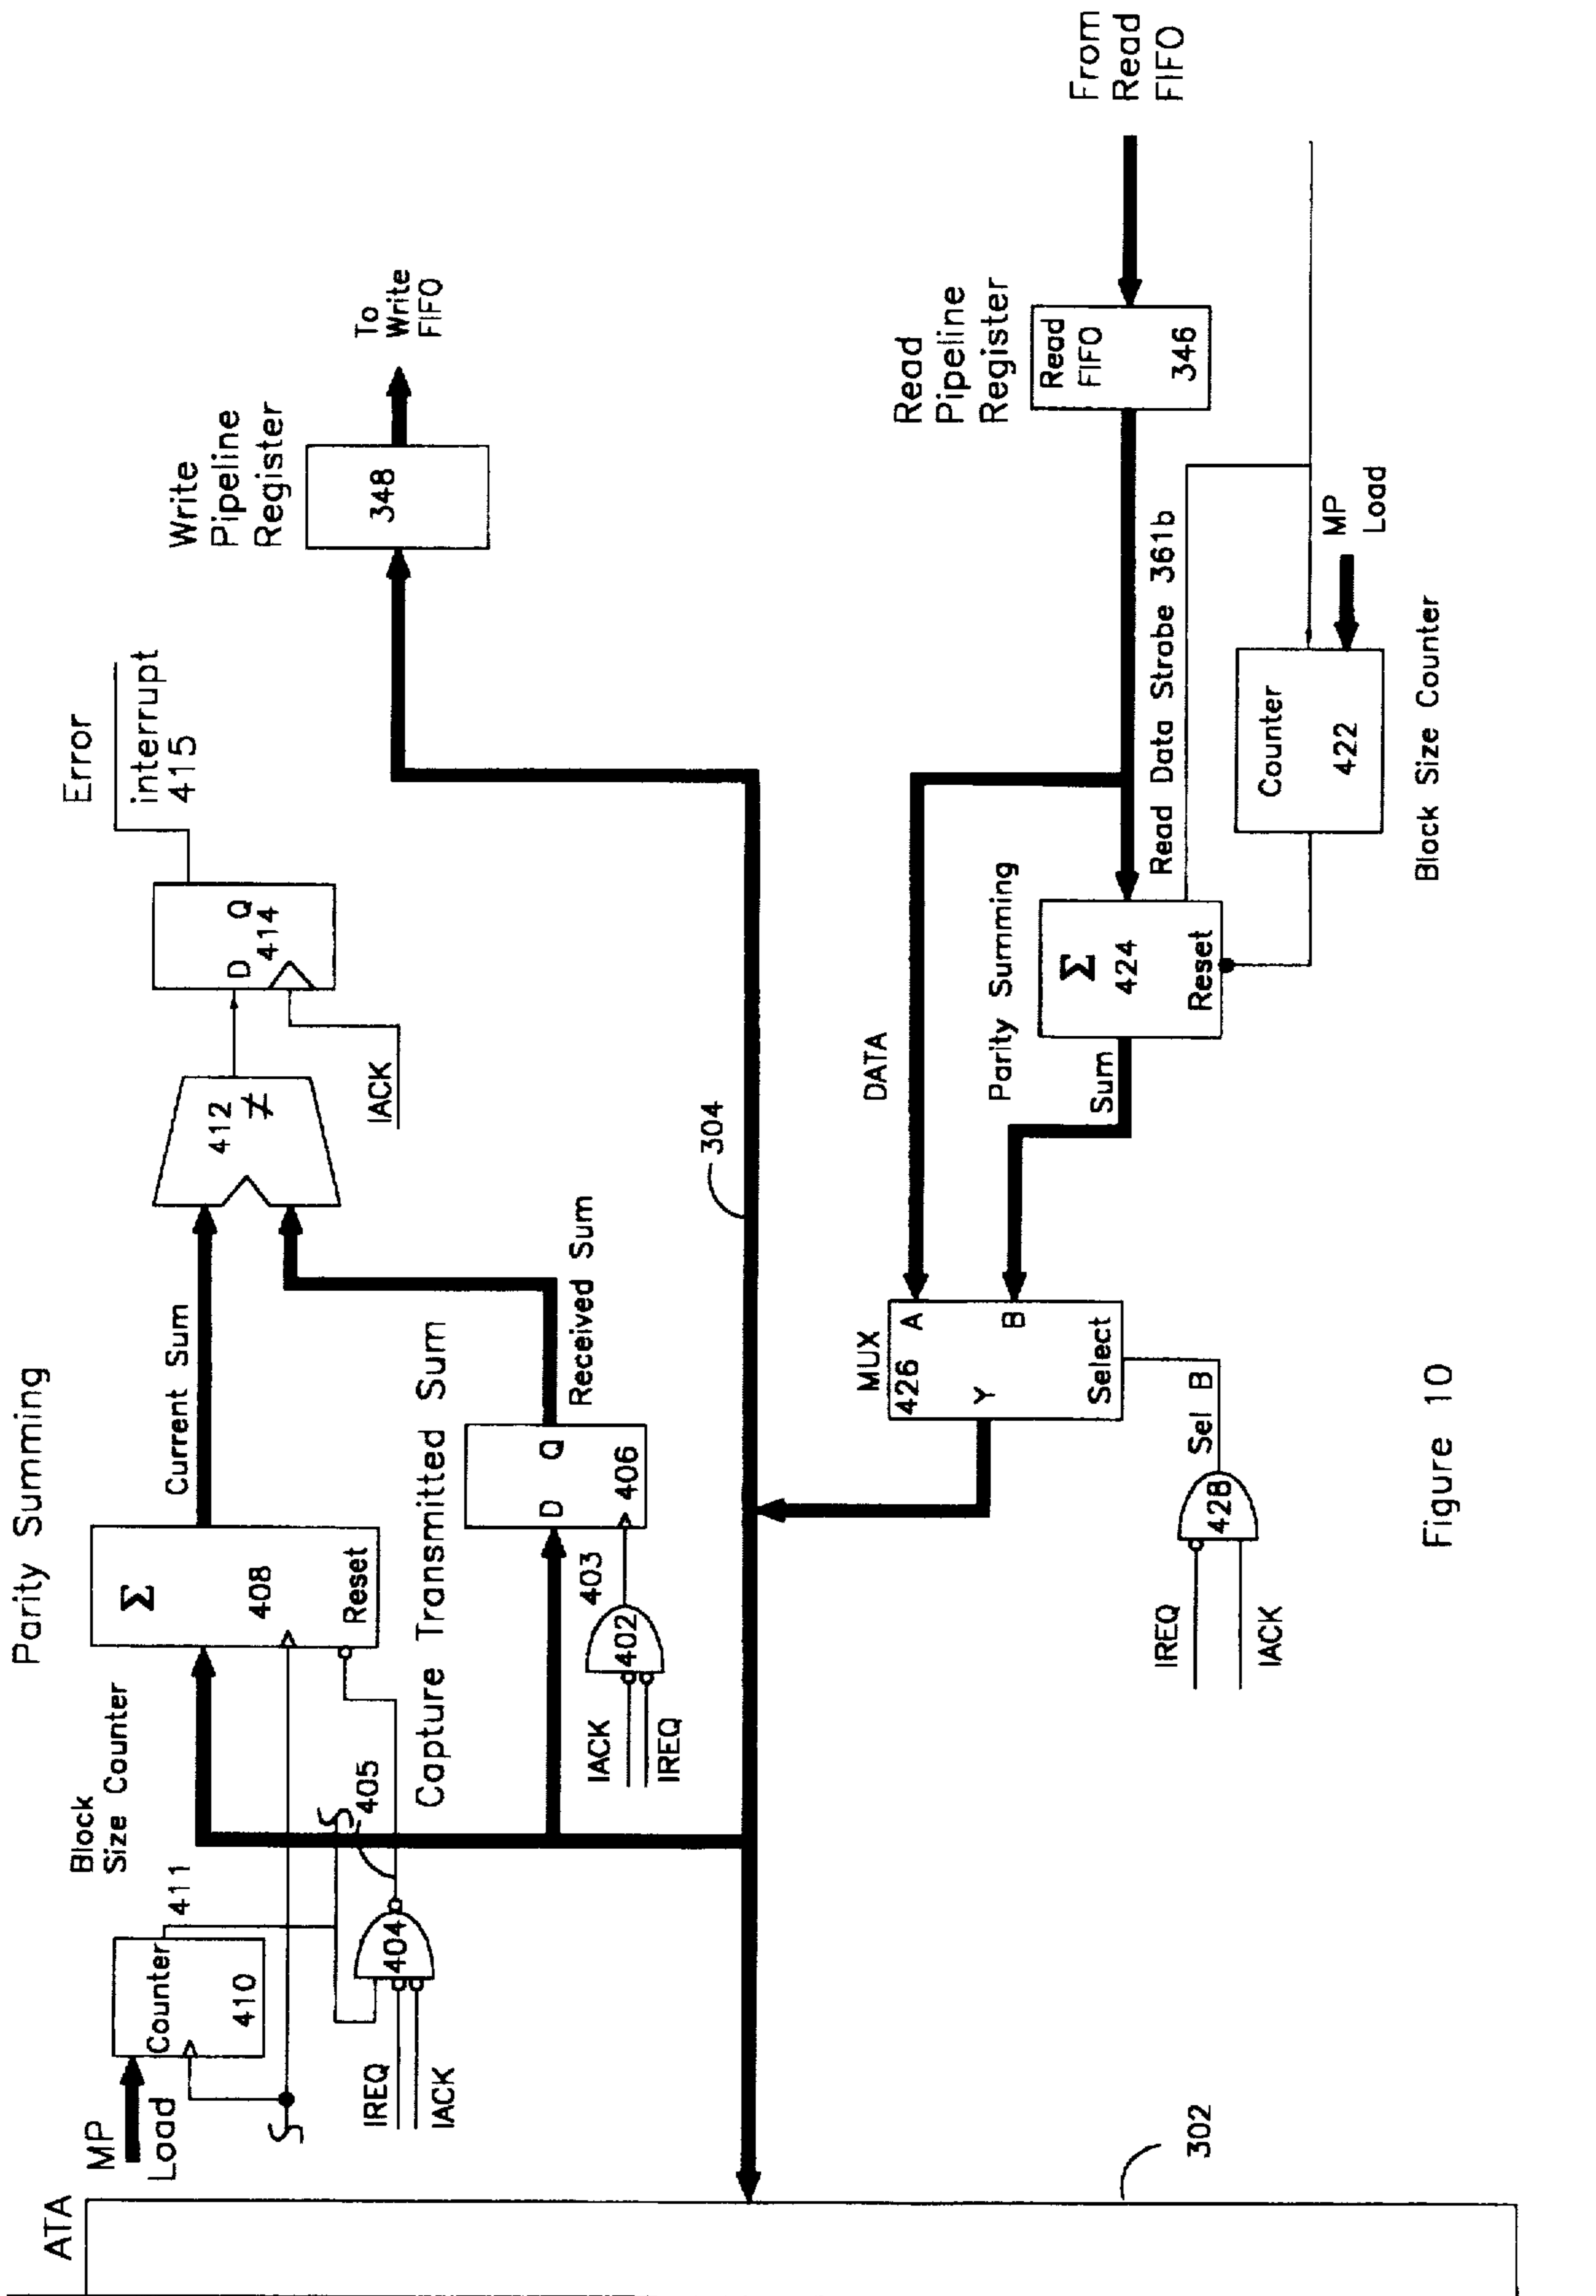 ATA
302
MP
Load
Counter
410
Block
Size Counter
411
IREQ
IACK
404
405
Parity Summing
Σ
408
Reset
Current Sum
Capture Transmitted Sum
IACK
IREQ
402
403
D Q
406
Received Sum
412
≠
IACK
D Q
414
Error
interrupt
415
Write
Pipeline
Register
348
To
Write
FIFO
304
MUX
426
A
B
Y
Select
Sel B
IREQ
IACK
428
DATA
Parity Summing
Sum
Σ
424
Reset
Read Data Strobe 361b
Read
Pipeline
Register
Read
FIFO
346
From
Read
FIFO
Counter
422
MP
Load
Block Size Counter
Figure 10